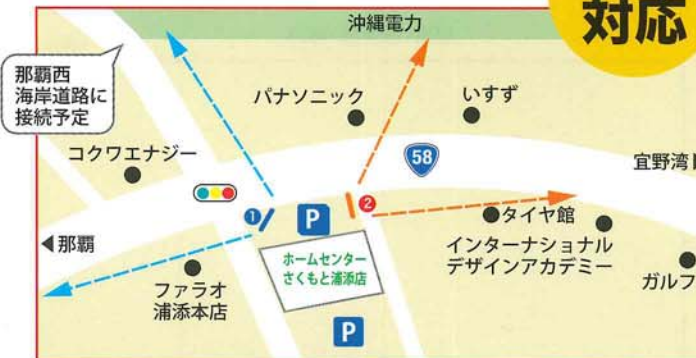 対応
沖縄電力
那覇西
海岸道路に
接続予定
パナソニック
いすず
コクワエナジー
58
宜野湾
1
P
2
那覇
ホームセンター
さくもと浦添店
タイヤ館
インターナショナル
デザインアカデミー
ファラオ
浦添本店
ガルフ
P